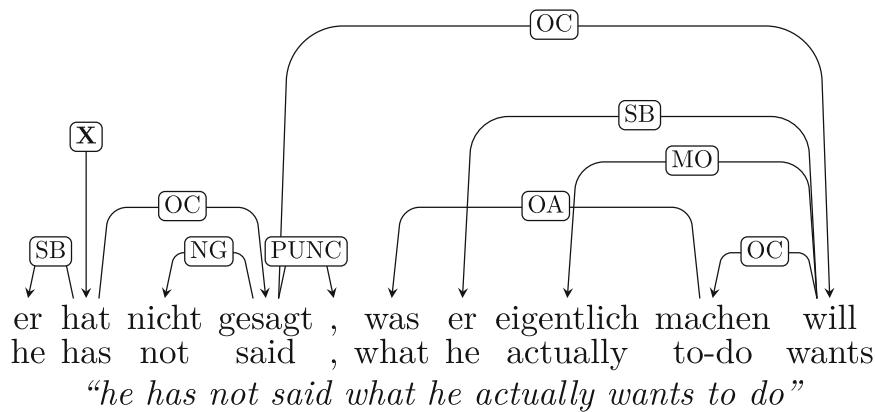 OC
SB
X
MO
OC
OA
SB
NG
PUNC
OC
er hat nicht gesagt , was er eigentlich machen will
he has not said , what he actually to-do wants
“he has not said what he actually wants to do”